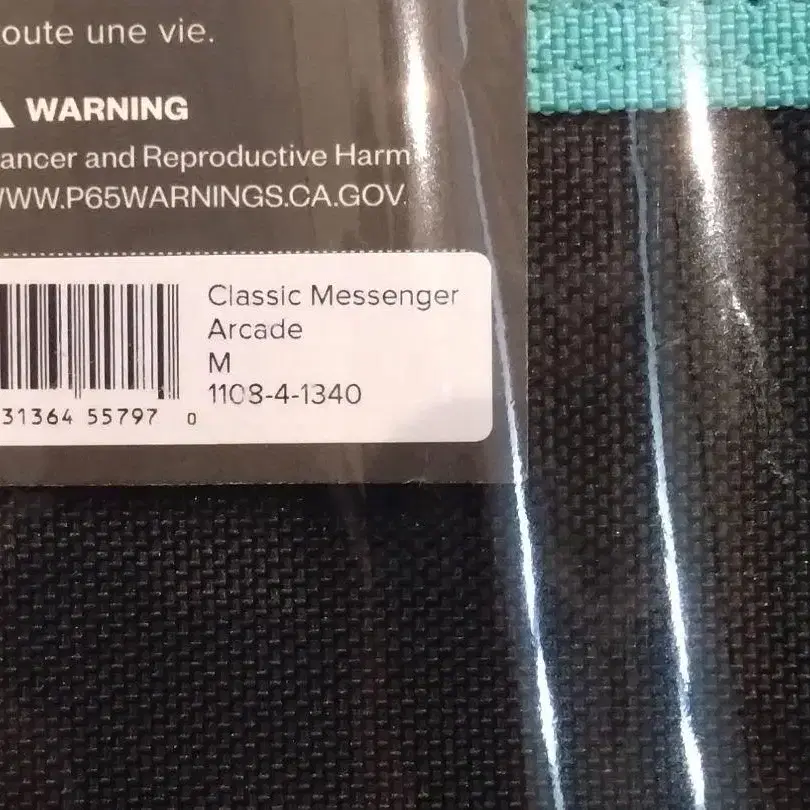 oute une vie.
WARNING
ancer and Reproductive Harm
WWW.P65WARNINGS.CA.GOV.
Classic Messenger
Arcade
M
1108-4-1340
31364 55797 0